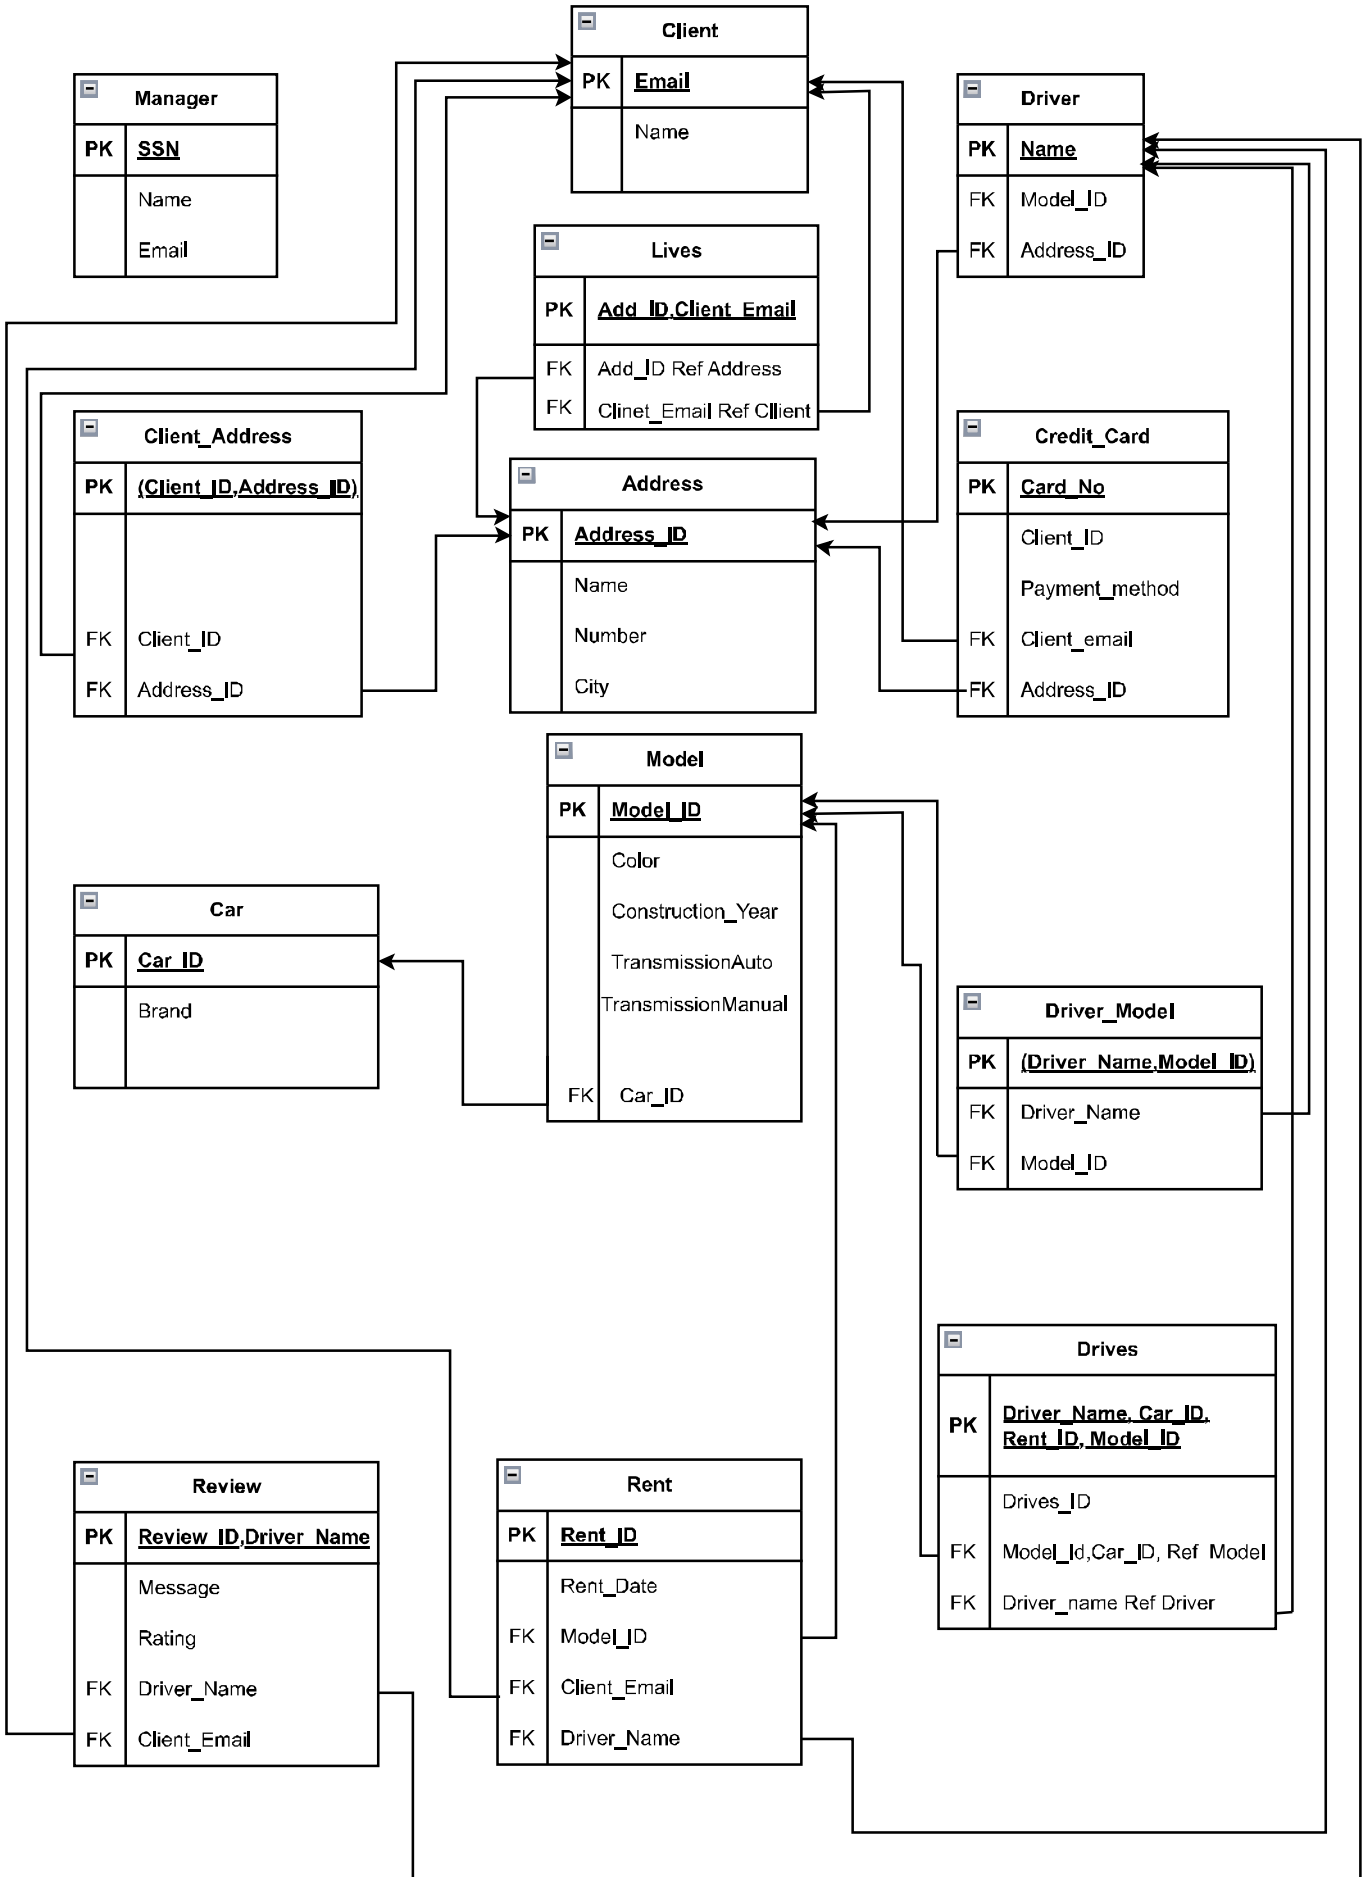 Client
PK Email
Name
Manager
PK SSN
Name
Email
Driver
PK Name
FK Model_ID
FK Address_ID
Lives
PK Add_ID,Client_Email
FK Add_ID Ref Address
FK Clinet_Email Ref Cllient
Client_Address
PK (Client_ID,Address_ID)
FK Client_ID
FK Address_ID
Address
PK Address_ID
Name
Number
City
Credit_Card
PK Card_No
Client_ID
Payment_method
FK Client_email
FK Address_ID
Model
PK Model_ID
Color
Construction_Year
TransmissionAuto
TransmissionManual
FK Car_ID
Car
PK Car_ID
Brand
Driver_Model
PK (Driver_Name,Model_ID)
FK Driver_Name
FK Model_ID
Drives
PK Driver_Name, Car_ID,
Rent_ID, Model_ID
Drives_ID
FK Model_Id,Car_ID, Ref Model
FK Driver_name Ref Driver
Review
PK Review_ID,Driver_Name
Message
Rating
FK Driver_Name
FK Client_Email
Rent
PK Rent_ID
Rent_Date
FK Model_ID
FK Client_Email
FK Driver_Name